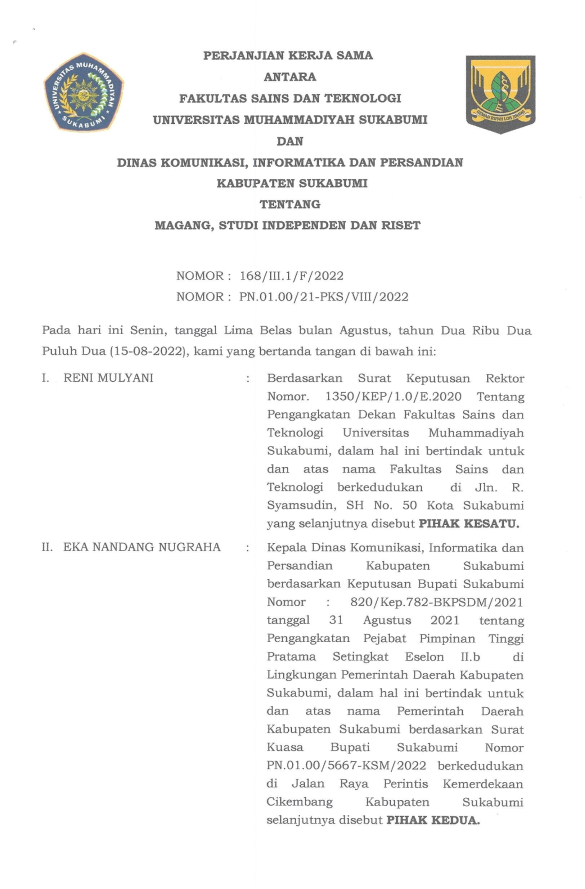 UNIVERSITAS MUHAMMADIYAH
SUKABUMI
PERJANJIAN KERJA SAMA
ANTARA
FAKULTAS SAINS DAN TEKNOLOGI
UNIVERSITAS MUHAMMADIYAH SUKABUMI
DAN
DINAS KOMUNIKASI, INFORMATIKA DAN PERSANDIAN
KABUPATEN SUKABUMI
TENTANG
MAGANG, STUDI INDEPENDEN DAN RISET
NOMOR : 168/III.1/F/2022
NOMOR : PN.01.00/21-PKS/VIII/2022
Pada hari ini Senin, tanggal Lima Belas bulan Agustus, tahun Dua Ribu Dua
Puluh Dua (15-08-2022), kami yang bertanda tangan di bawah ini:
I. RENI MULYANI : Berdasarkan Surat Keputusan Rektor
Nomor. 1350/KEP/1.0/E.2020 Tentang
Pengangkatan Dekan Fakultas Sains dan
Teknologi Universitas Muhammadiyah
Sukabumi, dalam hal ini bertindak untuk
dan atas nama Fakultas Sains dan
Teknologi berkedudukan di Jln. R.
Syamsudin, SH No. 50 Kota Sukabumi
yang selanjutnya disebut PIHAK KESATU.
II. EKA NANDANG NUGRAHA : Kepala Dinas Komunikasi, Informatika dan
Persandian Kabupaten Sukabumi
berdasarkan Keputusan Bupati Sukabumi
Nomor : 820/Kep.782-BKPSDM/2021
tanggal 31 Agustus 2021 tentang
Pengangkatan Pejabat Pimpinan Tinggi
Pratama Setingkat Eselon II.b di
Lingkungan Pemerintah Daerah Kabupaten
Sukabumi, dalam hal ini bertindak untuk
dan atas nama Pemerintah Daerah
Kabupaten Sukabumi berdasarkan Surat
Kuasa Bupati Sukabumi Nomor
PN.01.00/5667-KSM/2022 berkedudukan
di Jalan Raya Perintis Kemerdekaan
Cikembang Kabupaten Sukabumi
selanjutnya disebut PIHAK KEDUA.